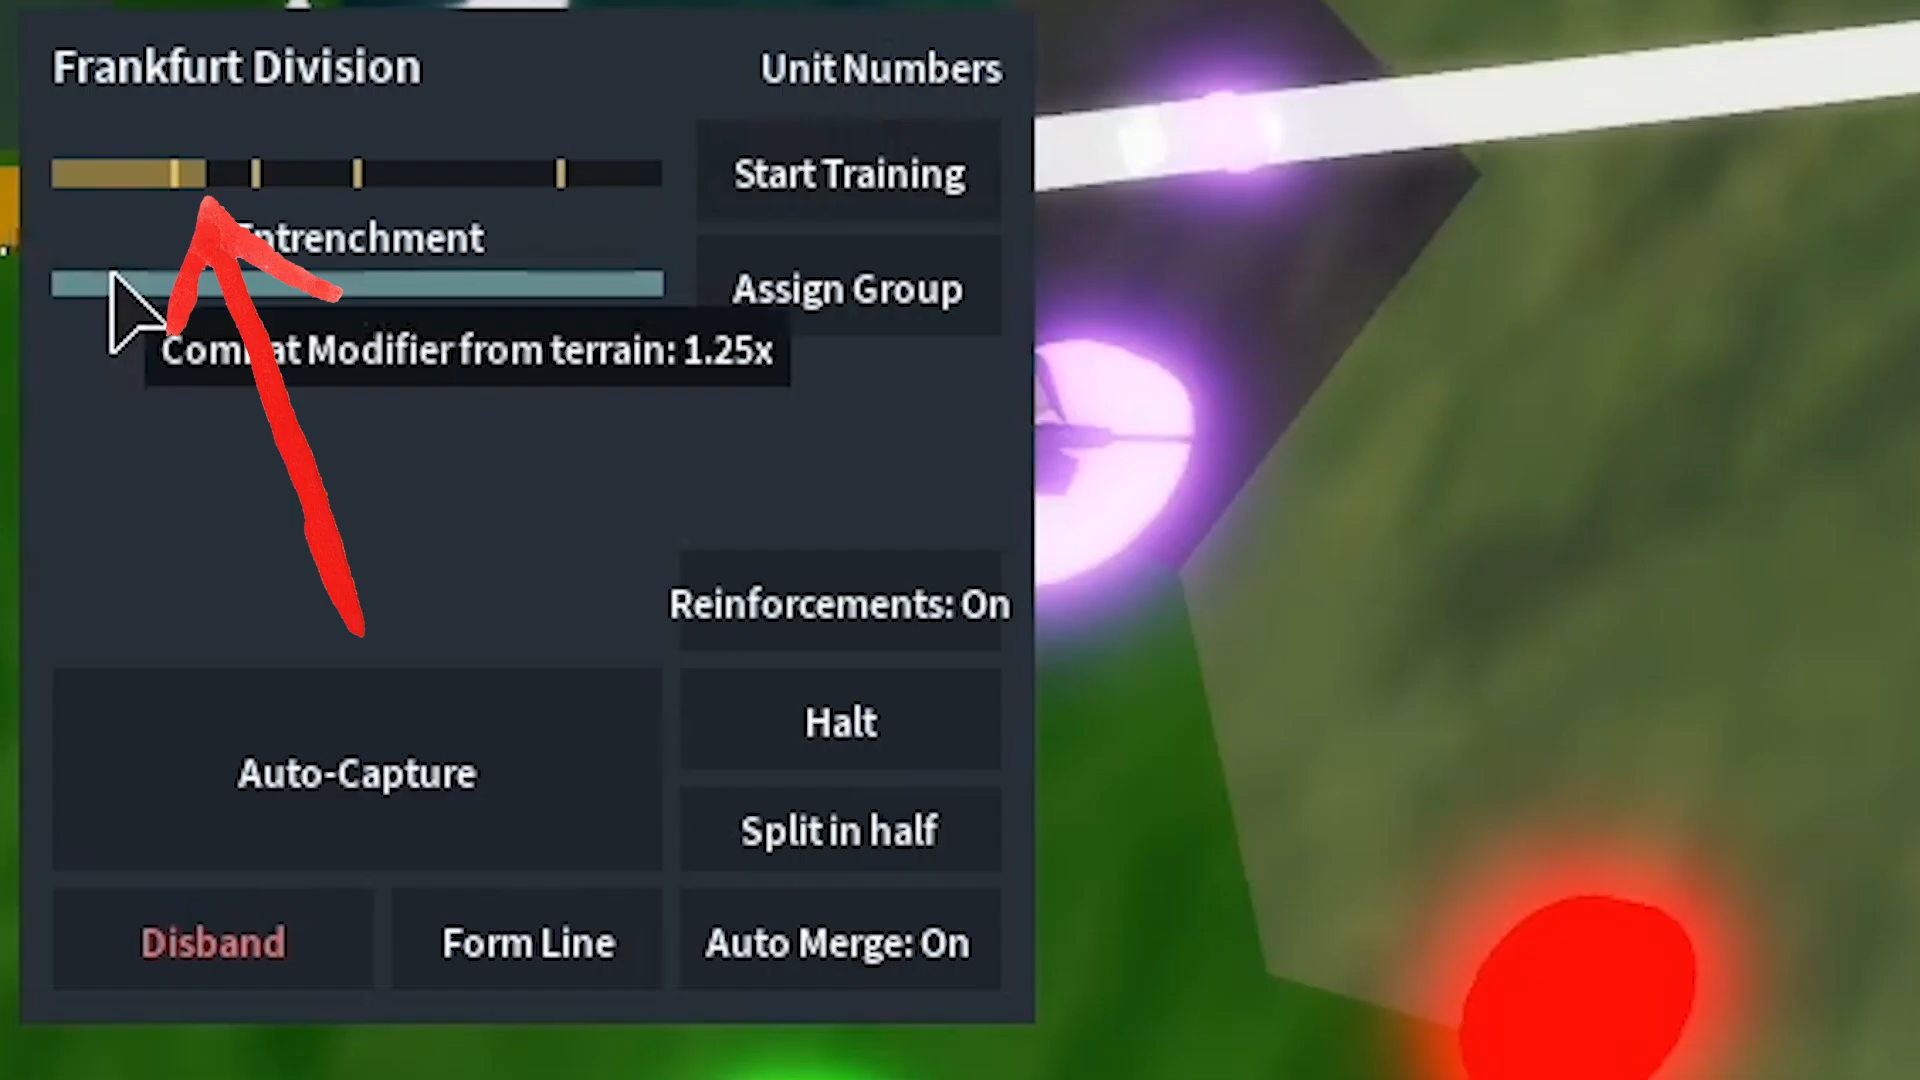 Frankfurt Division
Unit Numbers
Start Training
Entrenchment
Assign Group
Combat Modifier from terrain: 1.25x
Reinforcements: On
Halt
Auto-Capture
Split in half
Disband
Form Line
Auto Merge: On